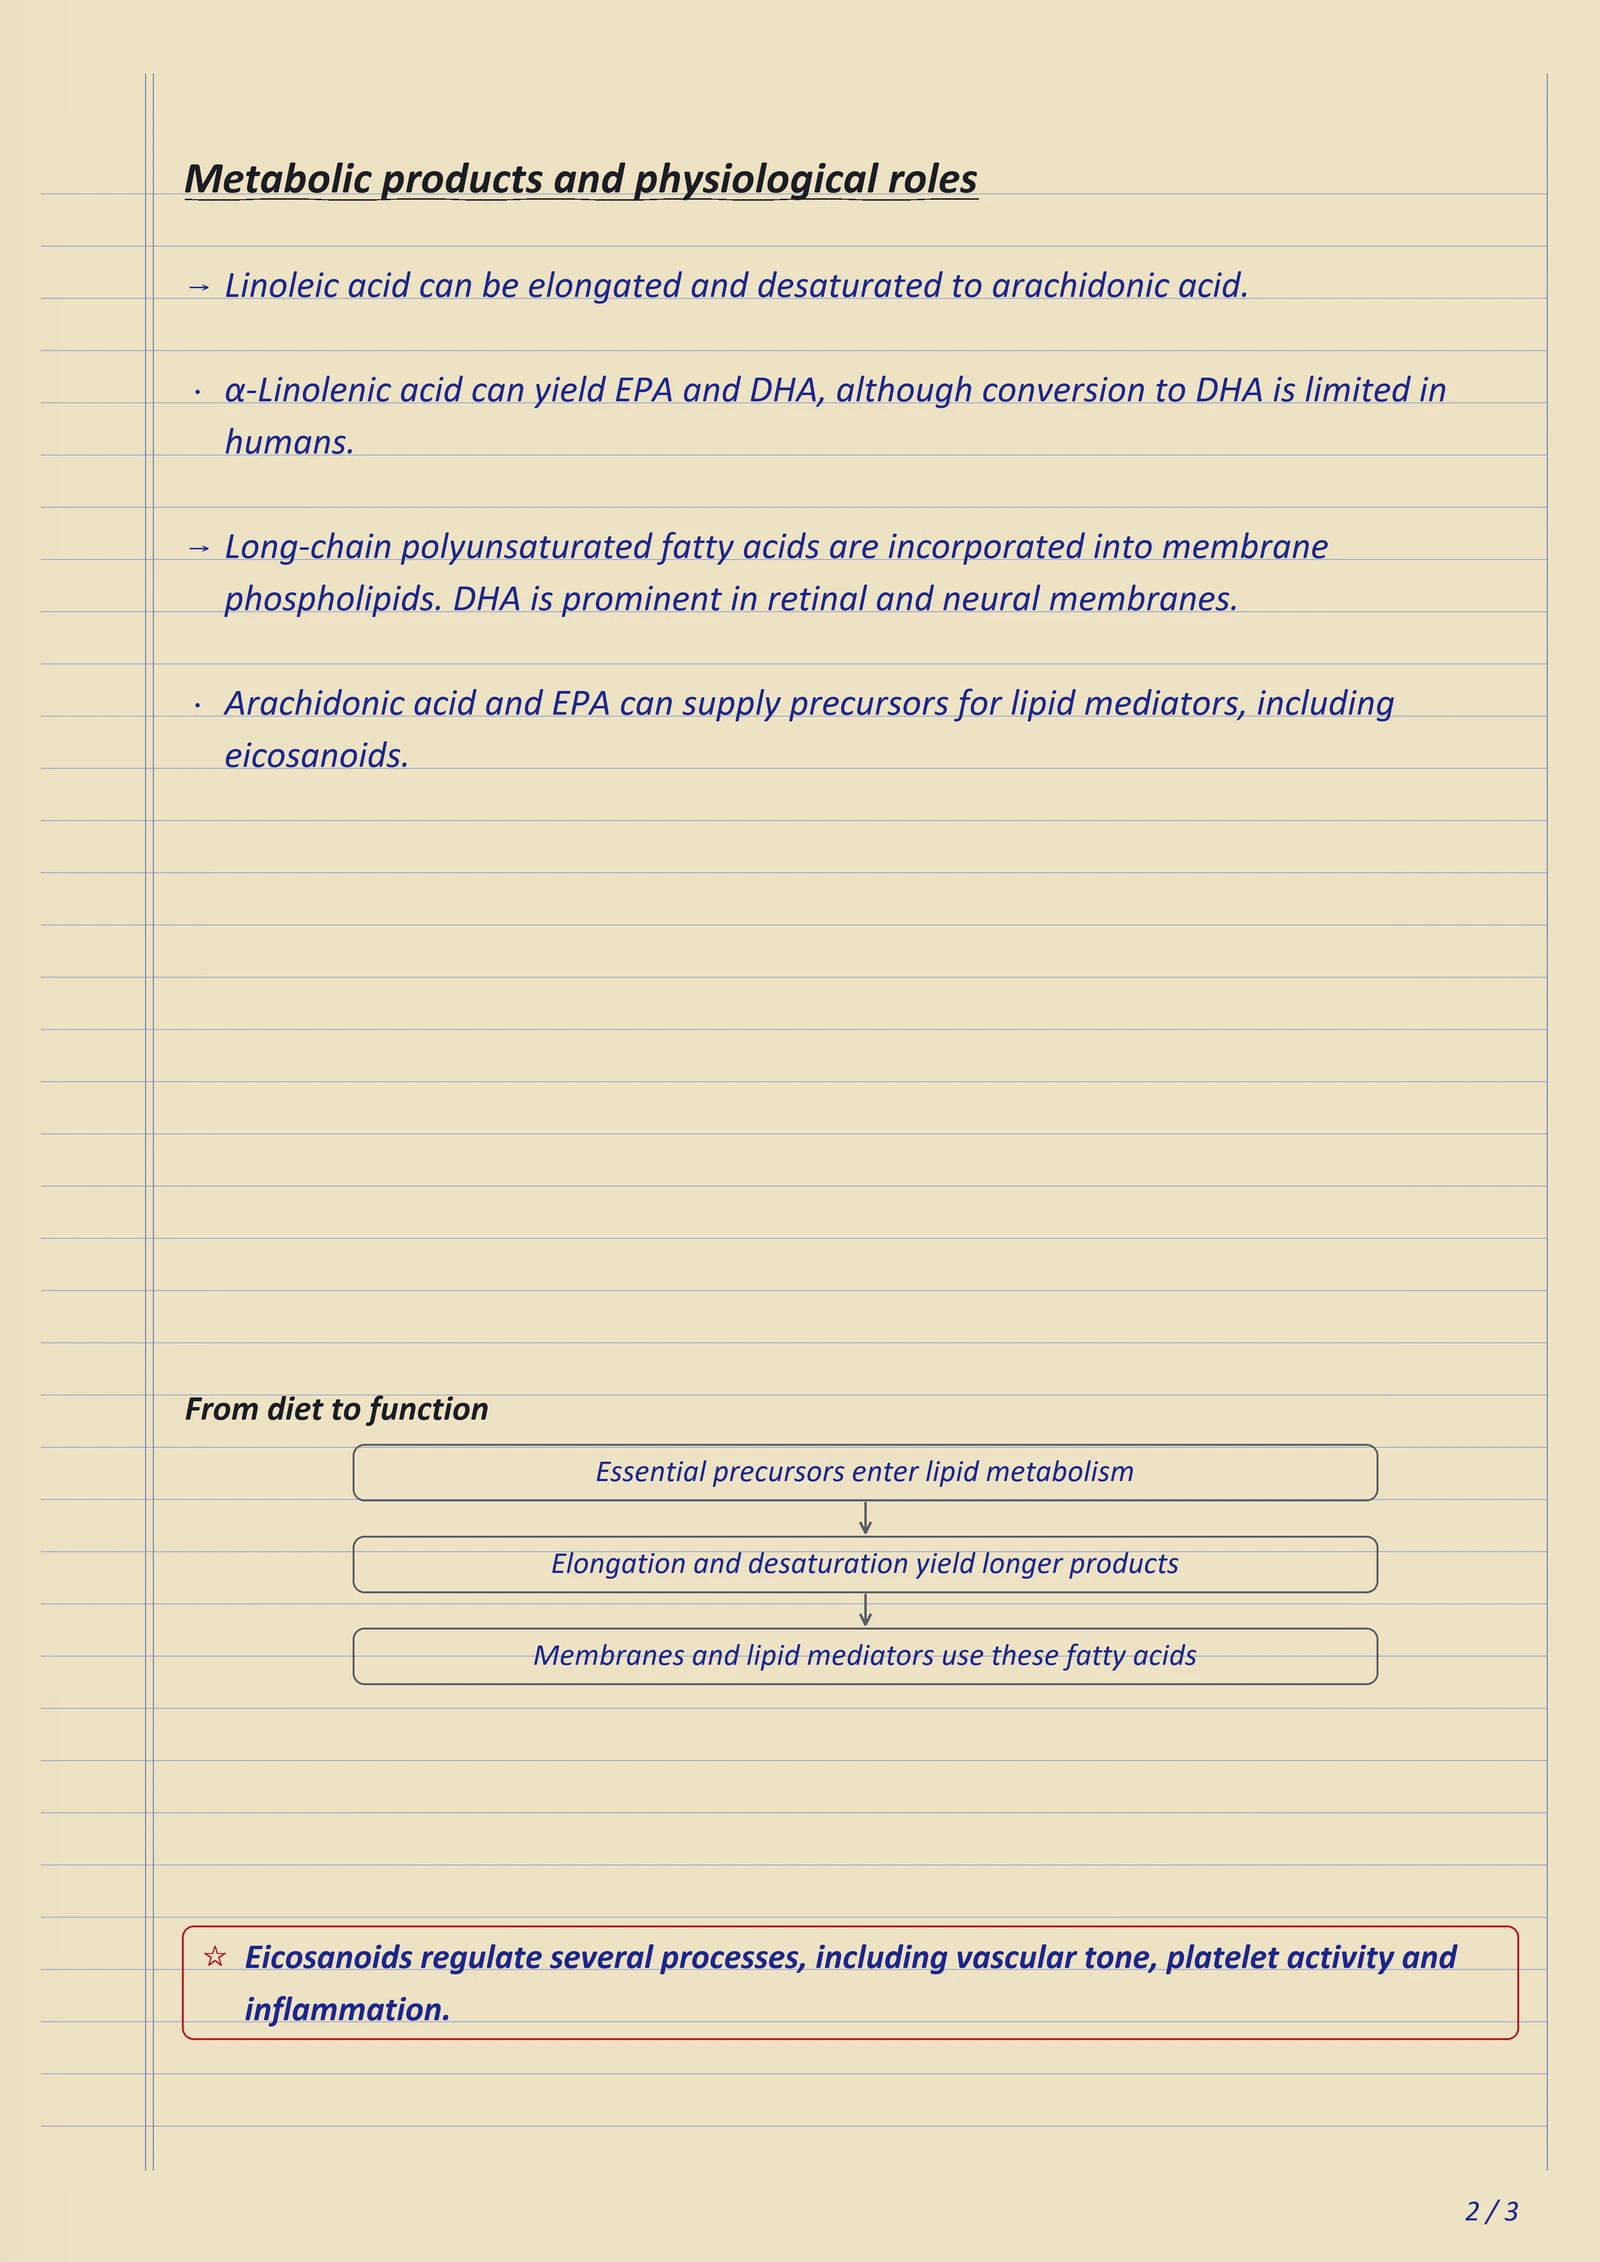 Metabolic products and physiological roles
→ Linoleic acid can be elongated and desaturated to arachidonic acid.
· α-Linolenic acid can yield EPA and DHA, although conversion to DHA is limited in
humans.
→ Long-chain polyunsaturated fatty acids are incorporated into membrane
phospholipids. DHA is prominent in retinal and neural membranes.
· Arachidonic acid and EPA can supply precursors for lipid mediators, including
eicosanoids.
From diet to function
Essential precursors enter lipid metabolism
Elongation and desaturation yield longer products
Membranes and lipid mediators use these fatty acids
☆ Eicosanoids regulate several processes, including vascular tone, platelet activity and
inflammation.
2 / 3